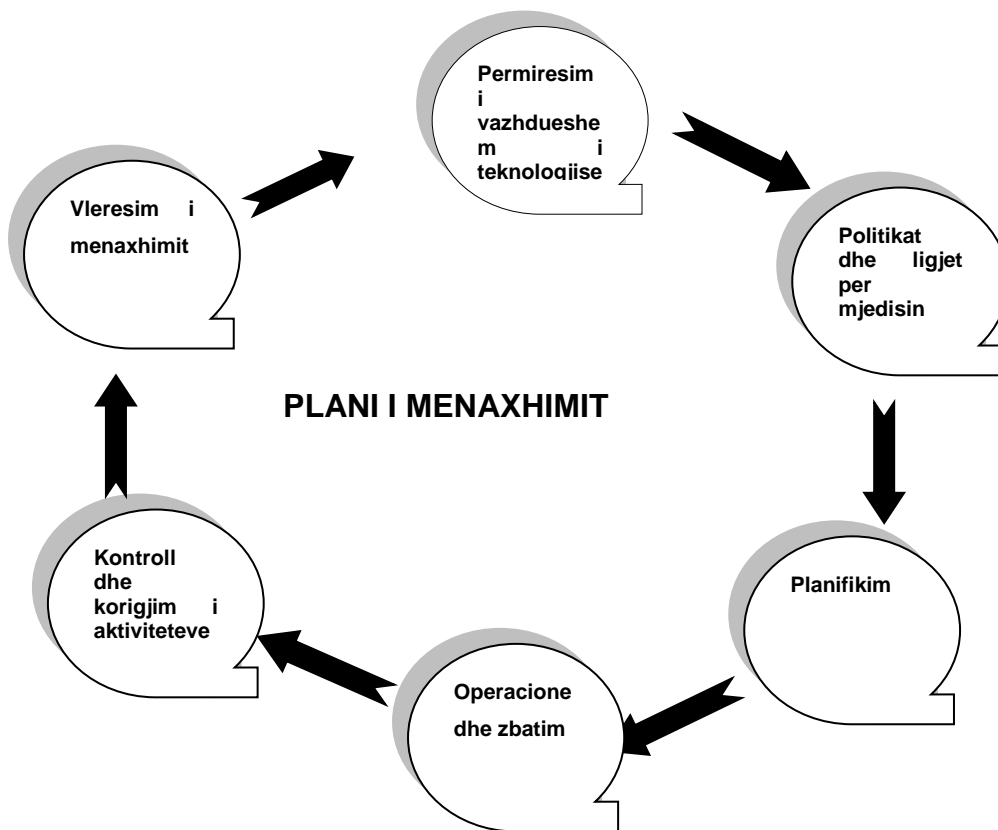 Permiresim
i
vazhdueshe
m i
teknologjise
Vleresim i
menaxhimit
Politikat
dhe ligjet
per
mjedisin
PLANI I MENAXHIMIT
Kontroll
dhe
korigjim i
aktiviteteve
Planifikim
Operacione
dhe zbatim